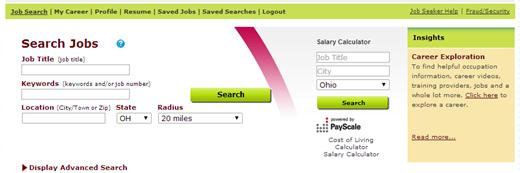 Job Search | My Career | Profile | Resume | Saved Jobs | Saved Searches | Logout
Job Seeker Help | Fraud/Security
Search Jobs ?
Job Title (job title)
Keywords (keywords and/or job number)
Search
Location (City/Town or Zip) State Radius
OH 20 miles
Display Advanced Search
Salary Calculator
Job Title
City
Ohio
Search
powered by
PayScale
Cost of Living
Calculator
Salary Calculator
Insights
Career Exploration
To find helpful occupation
information, career videos,
training providers, jobs and a
whole lot more. Click here to
explore a career.
Read more...